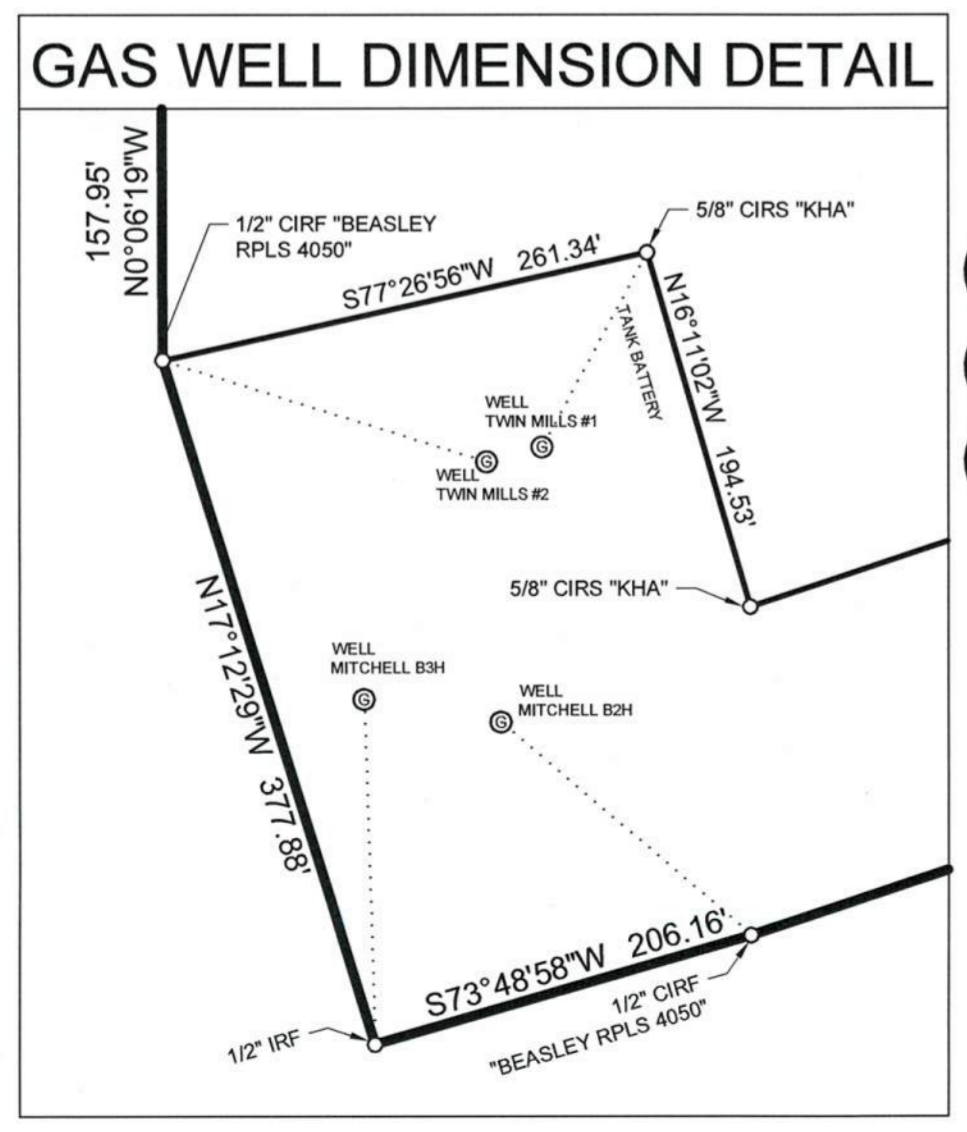 GAS WELL DIMENSION DETAIL
157.95'
N0°06'19"W
1/2" CIRF "BEASLEY
RPLS 4050"
5/8" CIRS "KHA"
S77°26'56"W 261.34'
N16°11'02"W 194.53'
TANK BATTERY
WELL
TWIN MILLS #1
G
G
WELL
TWIN MILLS #2
5/8" CIRS "KHA"
N17°12'29"W 377.88'
WELL
MITCHELL B3H
G
WELL
MITCHELL B2H
G
S73°48'58"W 206.16'
1/2" CIRF
"BEASLEY RPLS 4050"
1/2" IRF